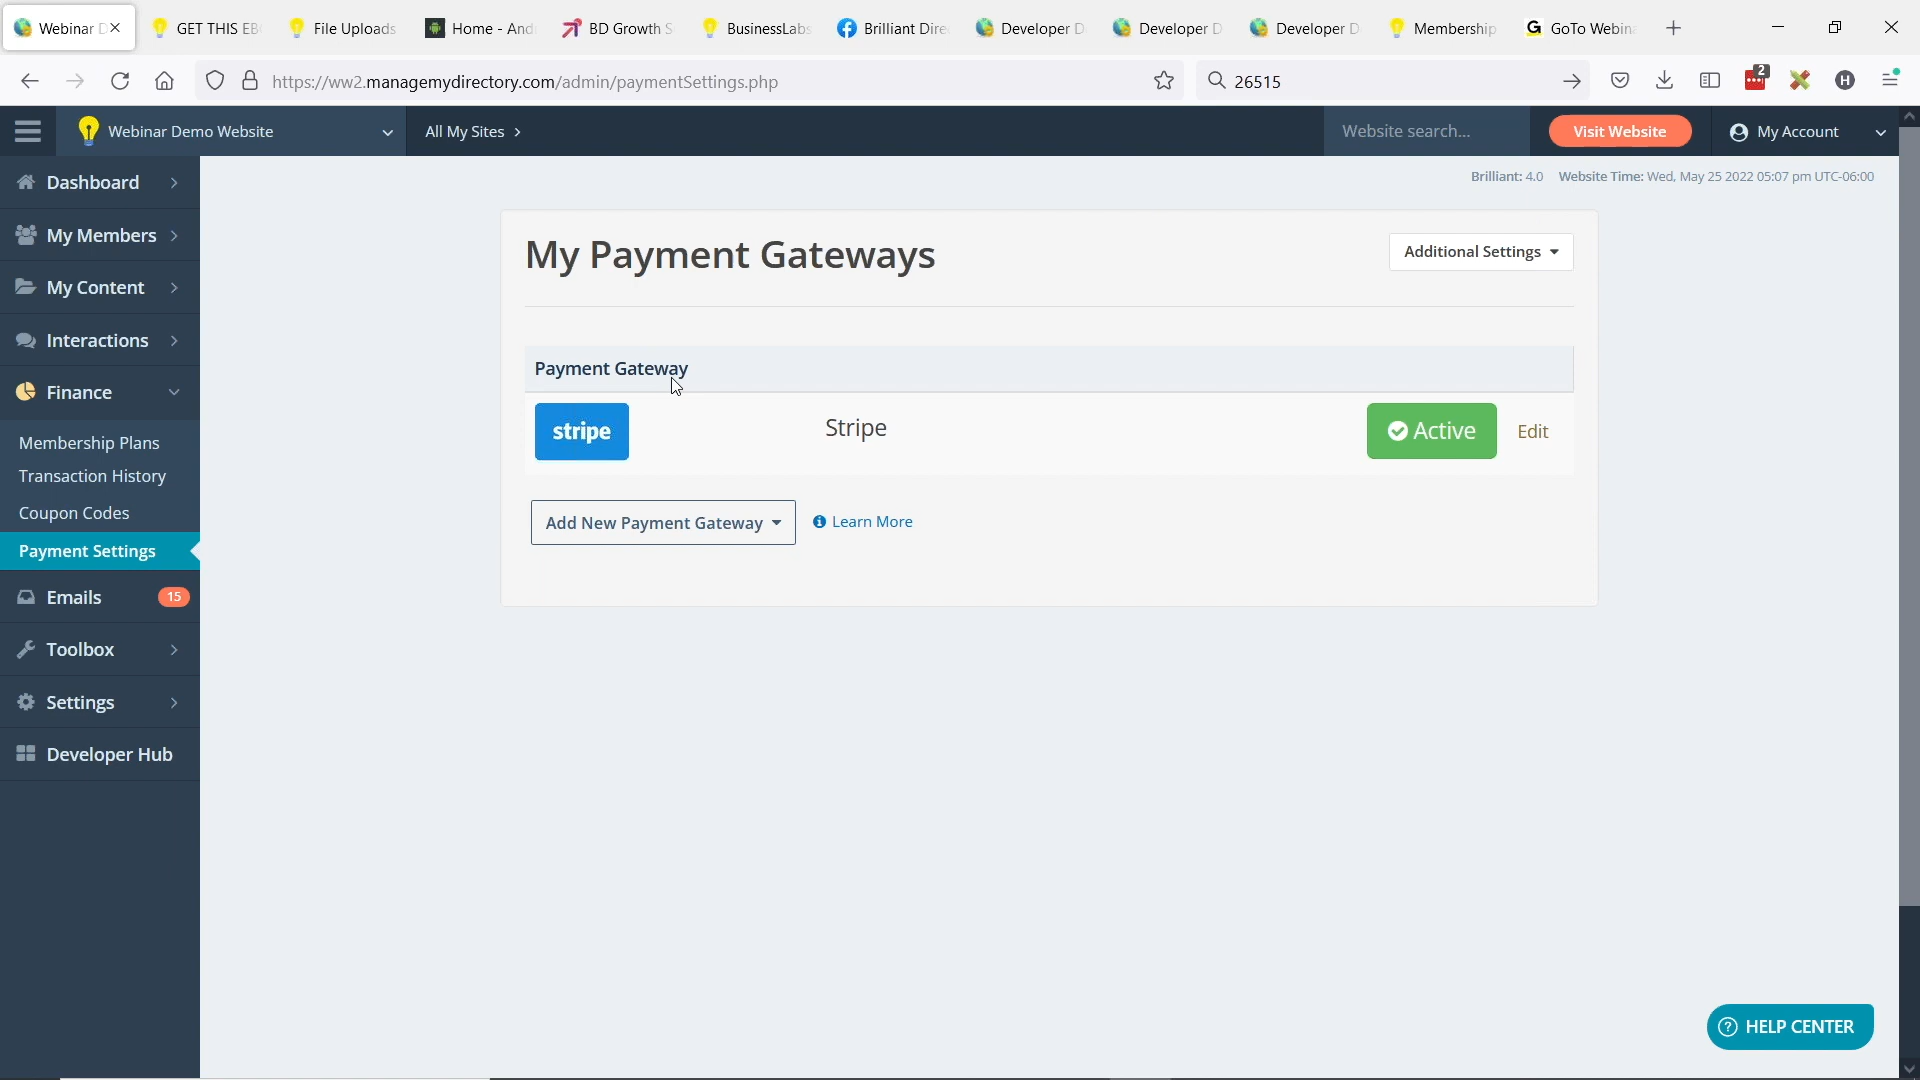 Webinar D
GET THIS EB
File Uploads
Home - And
BD Growth S
BusinessLabs
Brilliant Dire
Developer D
Developer D
Developer D
Membership
G GoTo Webin
https://ww2.managemydirectory.com/admin/paymentSettings.php
26515
2
H
Webinar Demo Website
All My Sites
Website search...
Visit Website
My Account
Brilliant: 4.0 Website Time: Wed, May 25 2022 05:07 pm UTC-06:00
Dashboard
My Members
My Content
Interactions
Finance
Membership Plans
Transaction History
Coupon Codes
Payment Settings
Emails 15
Toolbox
Settings
Developer Hub
My Payment Gateways
Additional Settings
Payment Gateway
stripe
Stripe
Active
Edit
Add New Payment Gateway
Learn More
HELP CENTER